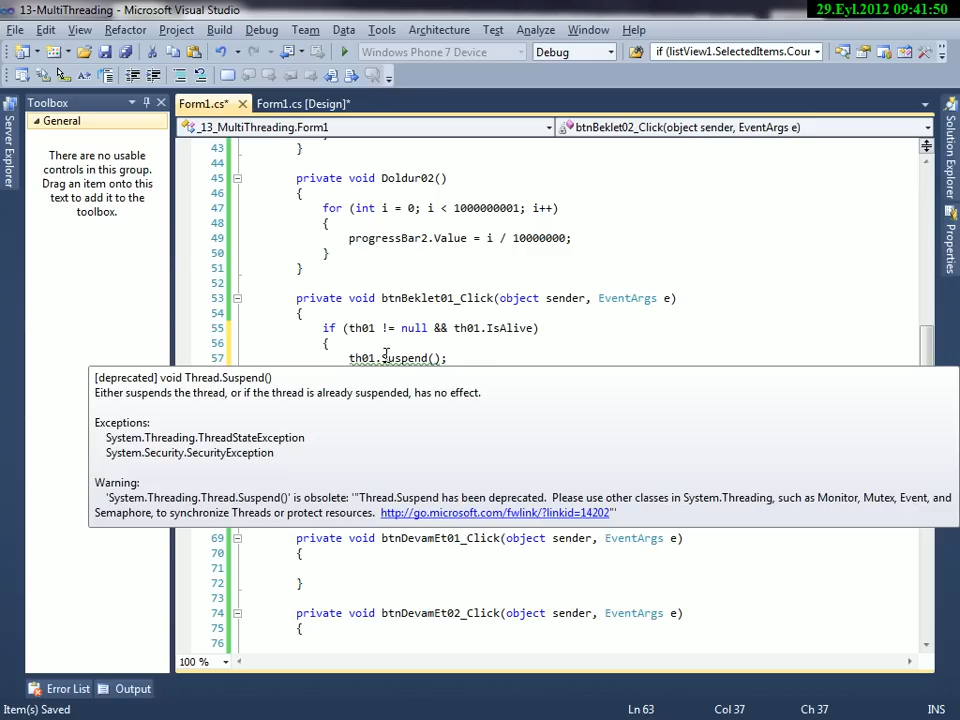 13-MultiThreading - Microsoft Visual Studio
29.Eyl.2012 09:41:50
File Edit View Refactor Project Build Debug Team Data Tools Architecture Test Analyze Window Help
Windows Phone 7 Device Debug if (listView1.SelectedItems.Cour
Toolbox
Form1.cs* Form1.cs [Design]*
General
_13_MultiThreading.Form1 btnBeklet02_Click(object sender, EventArgs e)
There are no usable
controls in this group.
Drag an item onto this
text to add it to the
toolbox.
Server Explorer
Solution Explorer
Properties
43 }
44
45 private void Doldur02()
46 {
47 for (int i = 0; i < 1000000001; i++)
48 {
49 progressBar2.Value = i / 10000000;
50 }
51 }
52
53 private void btnBeklet01_Click(object sender, EventArgs e)
54 {
55 if (th01 != null && th01.IsAlive)
56 {
57 th01.Suspend();
[deprecated] void Thread.Suspend()
Either suspends the thread, or if the thread is already suspended, has no effect.
Exceptions:
System.Threading.ThreadStateException
System.Security.SecurityException
Warning:
'System.Threading.Thread.Suspend()' is obsolete: '"Thread.Suspend has been deprecated.  Please use other classes in System.Threading, such as Monitor, Mutex, Event, and
Semaphore, to synchronize Threads or protect resources.  http://go.microsoft.com/fwlink/?linkid=14202"'
69 private void btnDevamEt01_Click(object sender, EventArgs e)
70 {
71
72 }
73
74 private void btnDevamEt02_Click(object sender, EventArgs e)
75 {
76
100 %
Error List Output
Item(s) Saved Ln 63 Col 37 Ch 37 INS